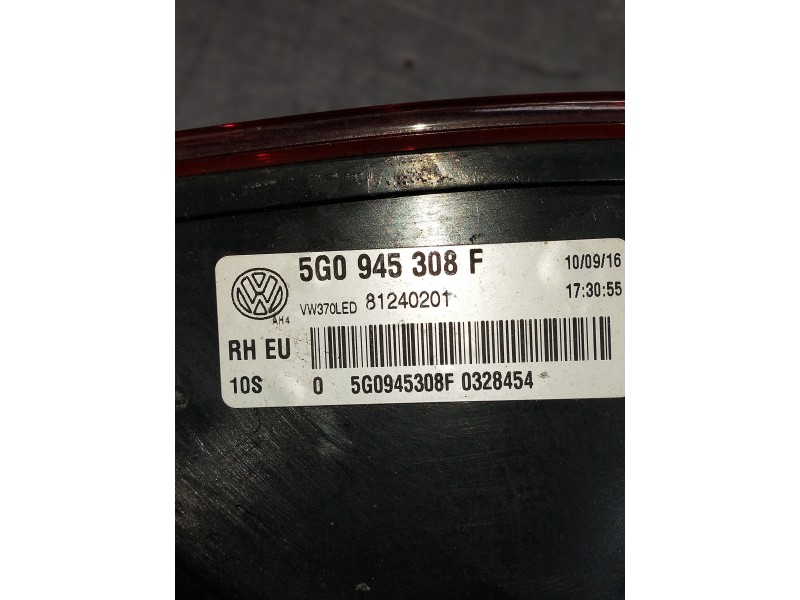 5G0 945 308 F
10/09/16
VW370LED 81240201
17:30:55
AH4
RH EU
10S 0 5G0945308F 0328454